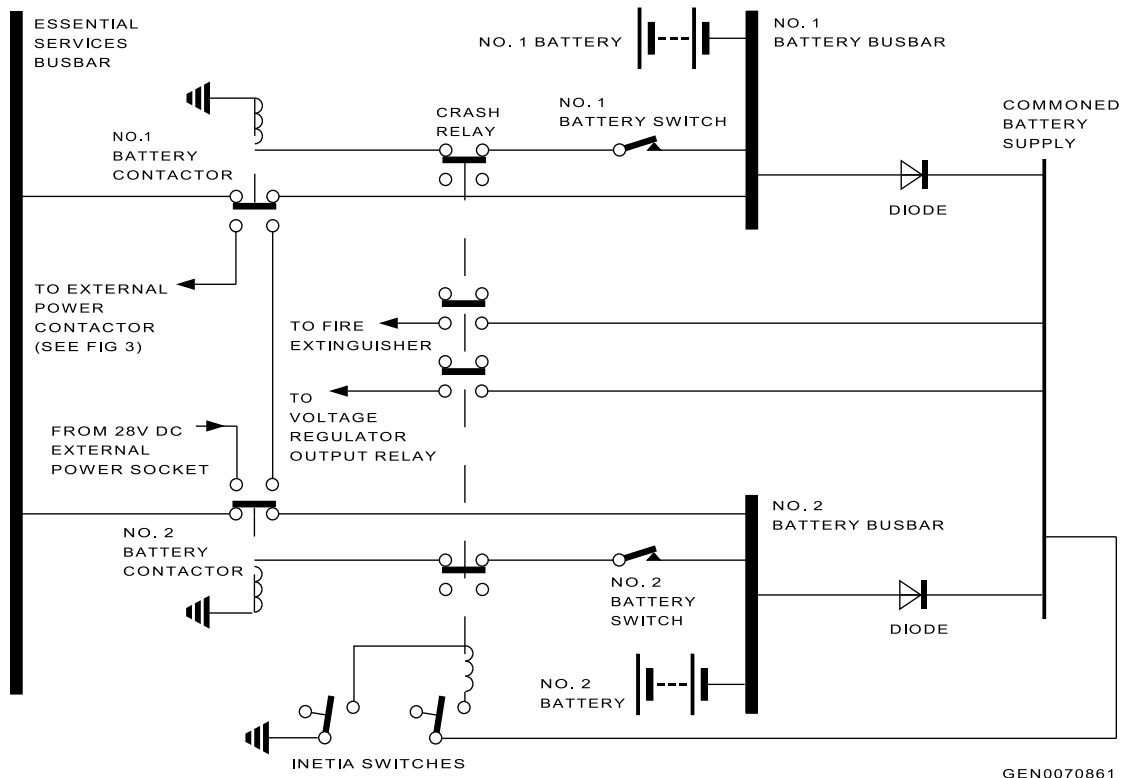 ESSENTIAL
SERVICES
BUSBAR
NO. 1 BATTERY
NO. 1
BATTERY BUSBAR
NO. 1
BATTERY SWITCH
CRASH
RELAY
COMMONED
BATTERY
SUPPLY
NO.1
BATTERY
CONTACTOR
DIODE
TO EXTERNAL
POWER
CONTACTOR
(SEE FIG 3)
TO FIRE
EXTINGUISHER
TO
VOLTAGE
REGULATOR
OUTPUT RELAY
FROM 28V DC
EXTERNAL
POWER SOCKET
NO. 2
BATTERY BUSBAR
NO. 2
BATTERY
CONTACTOR
NO. 2
BATTERY
SWITCH
DIODE
NO. 2
BATTERY
INETIA SWITCHES
GEN0070861